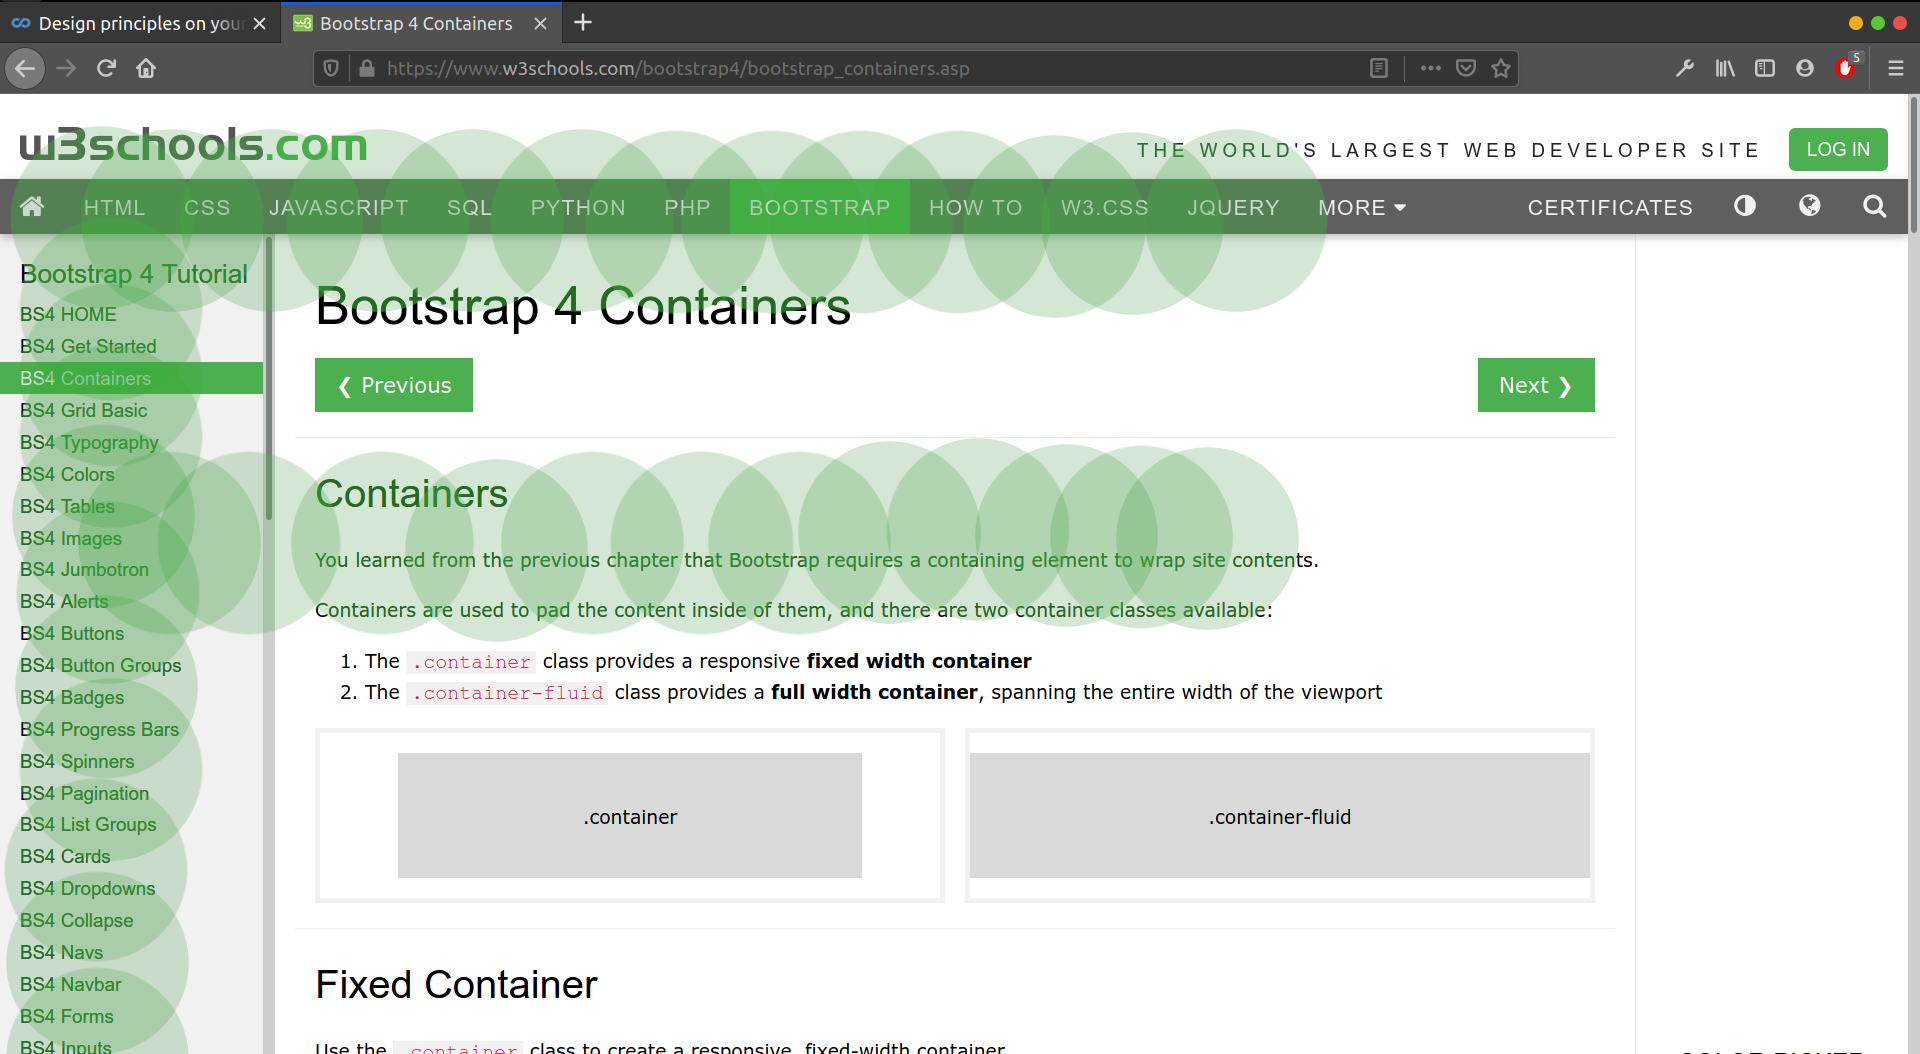 Design principles on your
Bootstrap 4 Containers
https://www.w3schools.com/bootstrap4/bootstrap_containers.asp
5
w3schools.com
THE WORLD'S LARGEST WEB DEVELOPER SITE
LOG IN
HTML CSS JAVASCRIPT SQL PYTHON PHP BOOTSTRAP HOW TO W3.CSS JQUERY MORE CERTIFICATES
Bootstrap 4 Tutorial
BS4 HOME
BS4 Get Started
BS4 Containers
BS4 Grid Basic
BS4 Typography
BS4 Colors
BS4 Tables
BS4 Images
BS4 Jumbotron
BS4 Alerts
BS4 Buttons
BS4 Button Groups
BS4 Badges
BS4 Progress Bars
BS4 Spinners
BS4 Pagination
BS4 List Groups
BS4 Cards
BS4 Dropdowns
BS4 Collapse
BS4 Navs
BS4 Navbar
BS4 Forms
BS4 Inputs
Bootstrap 4 Containers
❮ Previous
Next ❯
Containers
You learned from the previous chapter that Bootstrap requires a containing element to wrap site contents.
Containers are used to pad the content inside of them, and there are two container classes available:
1. The .container class provides a responsive fixed width container
2. The .container-fluid class provides a full width container, spanning the entire width of the viewport
.container
.container-fluid
Fixed Container
Use the .container class to create a responsive, fixed-width container
COLOR PICKER